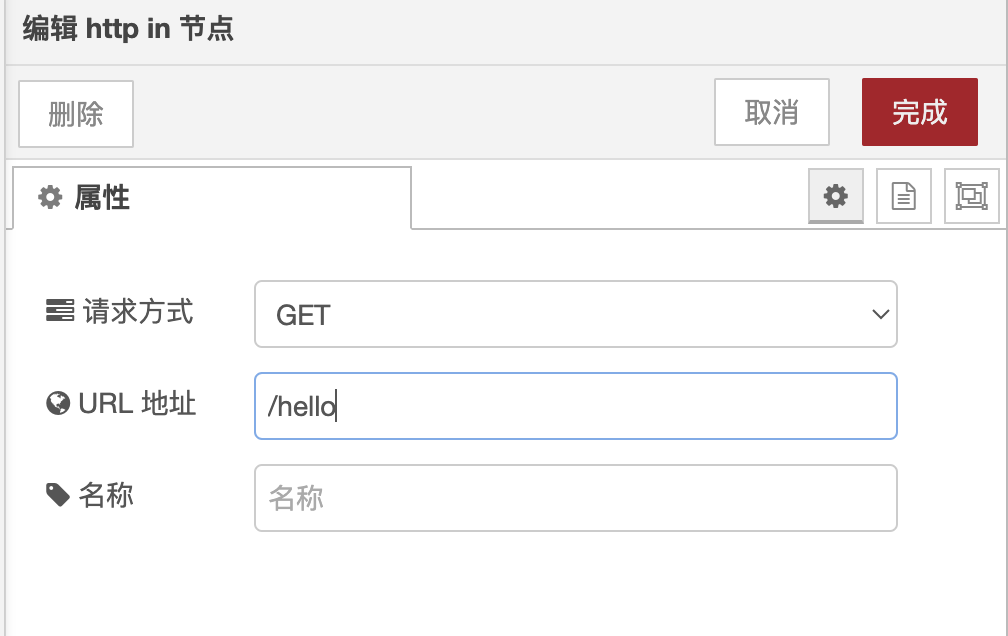 编辑 http in 节点
删除
取消
完成
属性
请求方式
GET
URL 地址
/hello
名称
名称